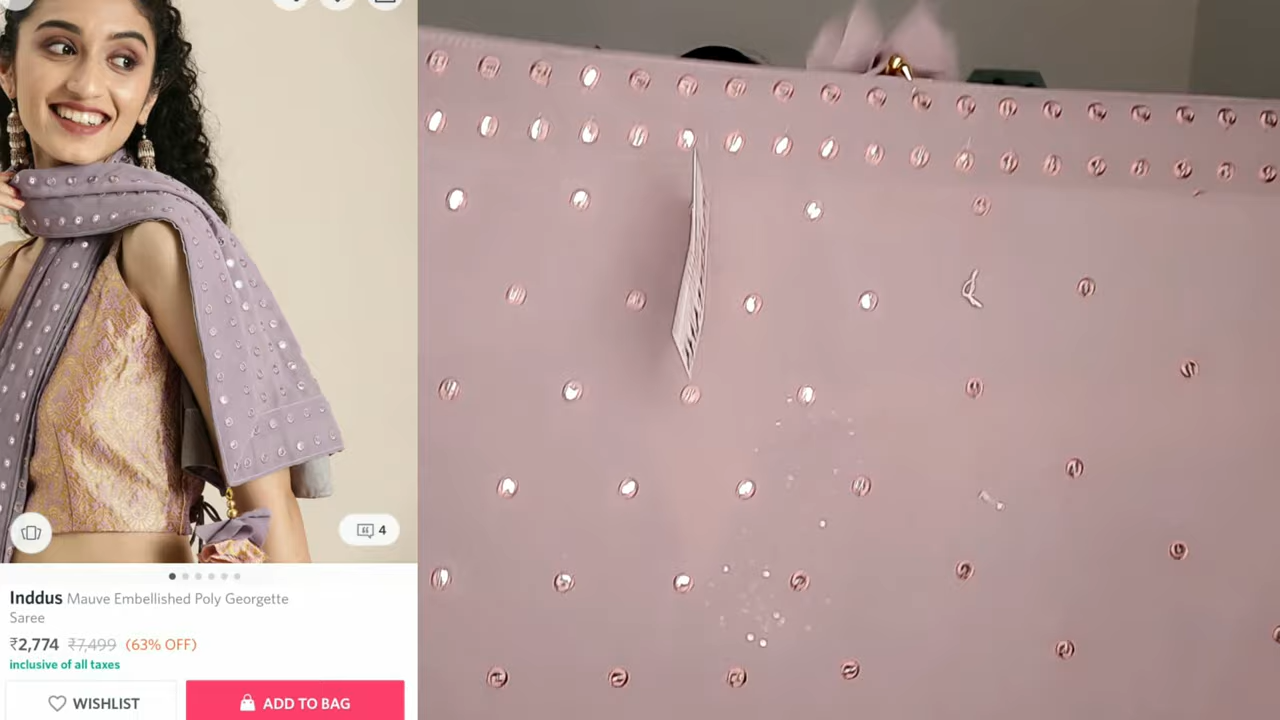 4
Inddus Mauve Embellished Poly Georgette
Saree
₹2,774 ₹7,499 (63% OFF)
inclusive of all taxes
WISHLIST
ADD TO BAG